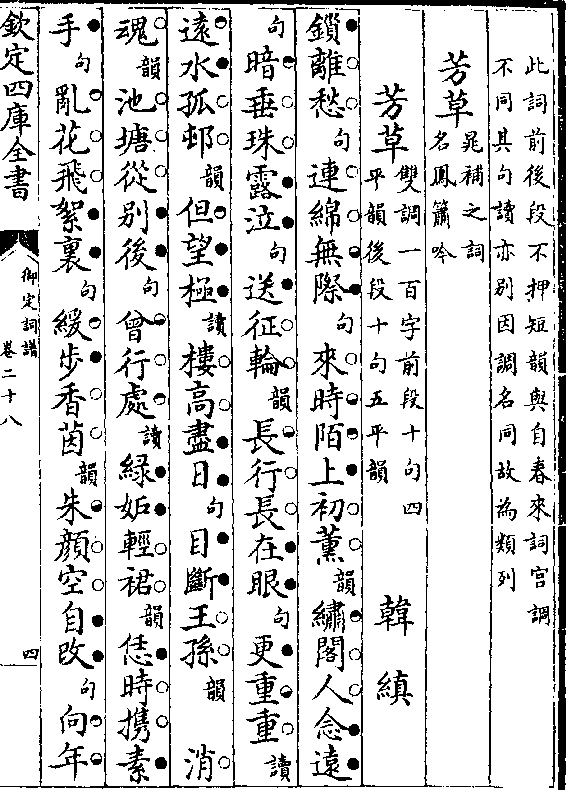 此詞前後段不押短韻與自春來詞宫調
不同其句讀亦别因調名同故為類列
芳草
晁補之詞
名鳳簫吟
芳草
雙調一百字前段十句四
平韻後段十句五平韻
韓縝
鎖離愁句連綿無際句來時陌上初薰韻繡閣人念遠
句暗垂珠露泣句送征輪韻長行長在眼句更重重讀
遠水孤邨韻但望極讀樓高盡日句目斷王孫韻 消
魂韻池塘從别後句曾行處讀綠妬輕裙韻恁時携素
手句亂花飛絮裏句緩步香茵韻朱顔空自改句向年
欽定四庫全書
御定詞譜
卷二十八
四